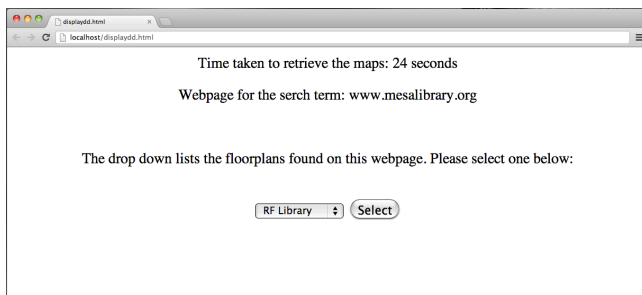 displaydd.html
localhost/displaydd.html
Time taken to retrieve the maps: 24 seconds
Webpage for the serch term: www.mesalibrary.org
The drop down lists the floorplans found on this webpage. Please select one below:
RF Library Select